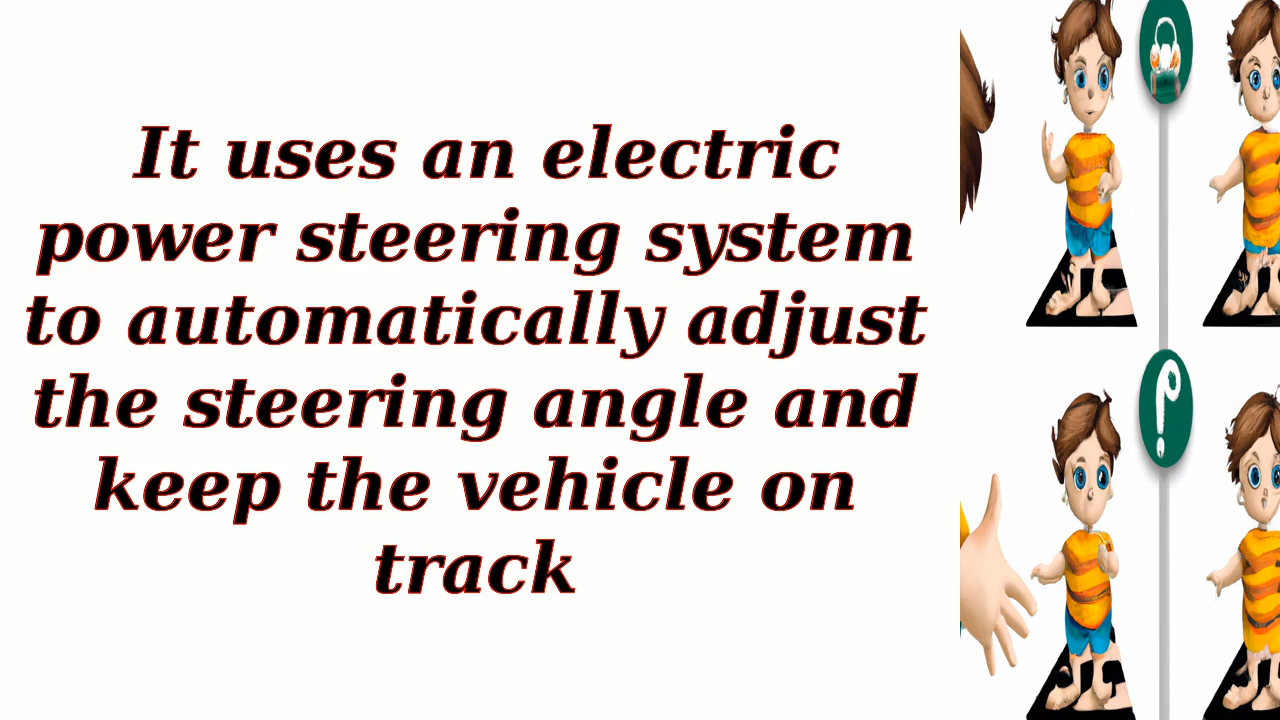 It uses an electric
power steering system
to automatically adjust
the steering angle and
keep the vehicle on
track